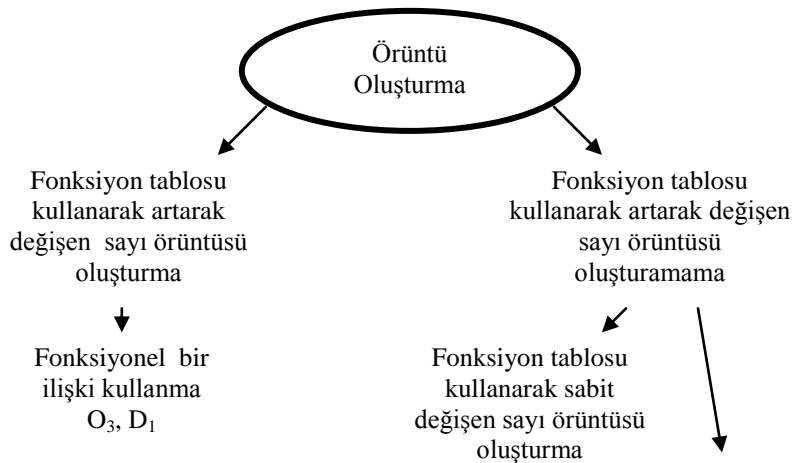 Örüntü
Oluşturma
Fonksiyon tablosu
kullanarak artarak
değişen sayı örüntüsü
oluşturma
Fonksiyon tablosu
kullanarak artarak değişen
sayı örüntüsü
oluşturamama
Fonksiyonel bir
ilişki kullanma
O₃, D₁
Fonksiyon tablosu
kullanarak sabit
değişen sayı örüntüsü
oluşturma